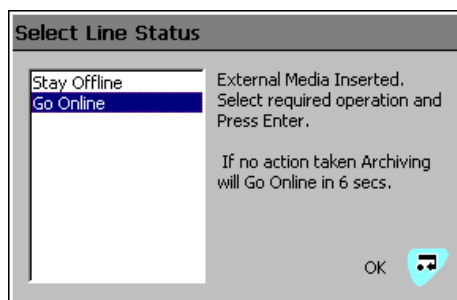 Select Line Status
Stay Offline
Go Online
External Media Inserted.
Select required operation and
Press Enter.
If no action taken Archiving
will Go Online in 6 secs.
OK